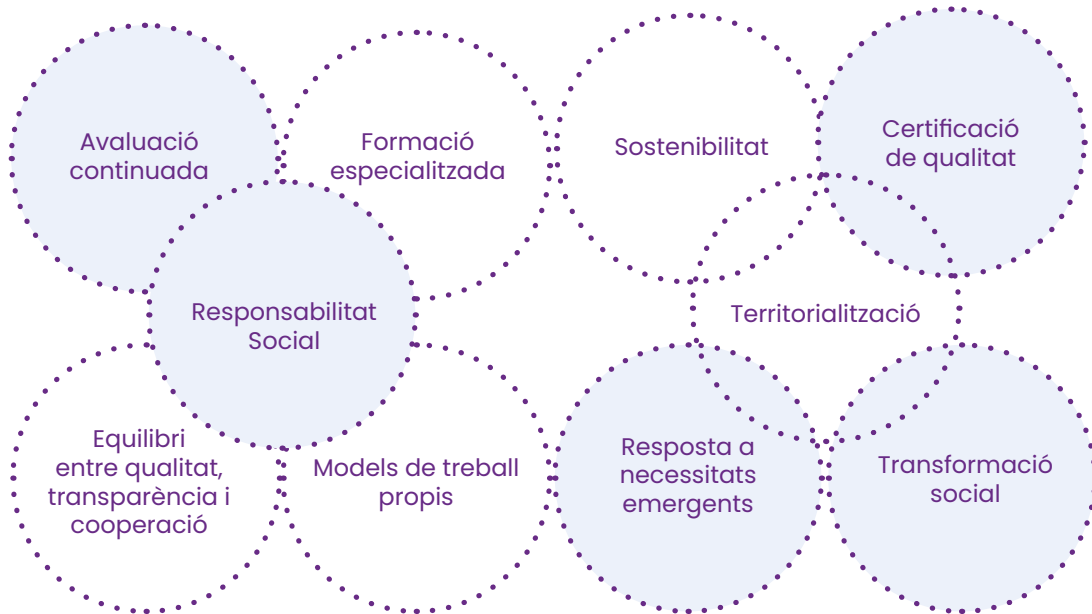 Avaluació
continuada
Formació
especialitzada
Sostenibilitat
Certificació
de qualitat
Responsabilitat
Social
Territorialització
Equilibri
entre qualitat,
transparència i
cooperació
Models de treball
propis
Resposta a
necessitats
emergents
Transformació
social